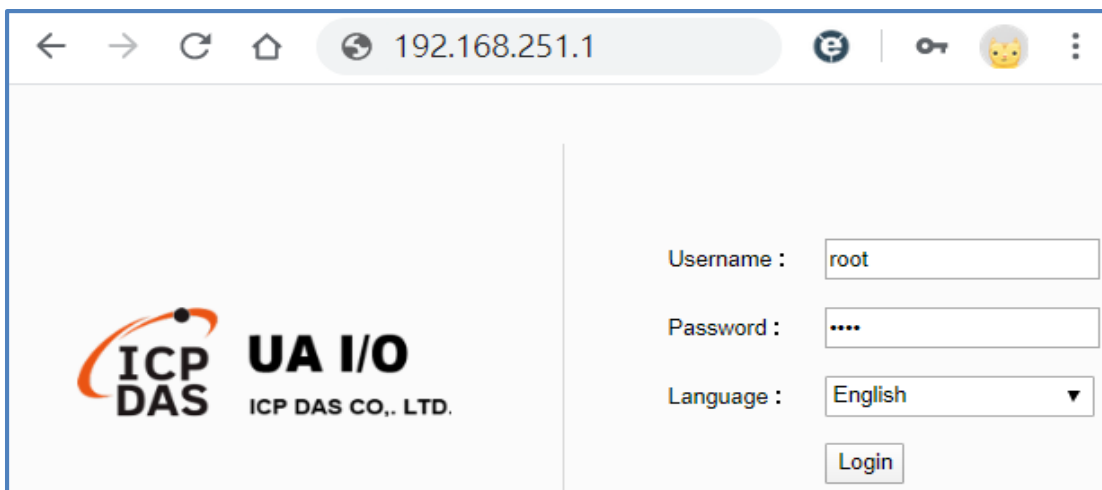 192.168.251.1
Username :
root
Password :
••••
Language :
English
Login
ICP
DAS
UA I/O
ICP DAS CO,. LTD.